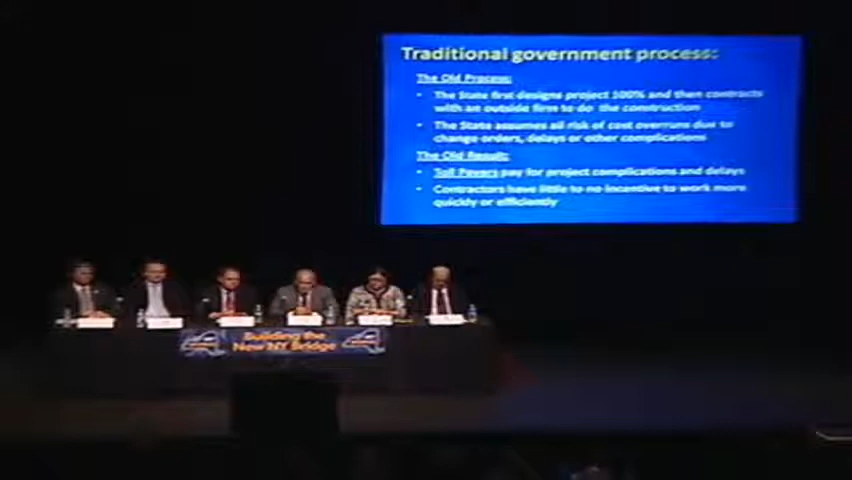 Traditional government process:
The Old Process:
• The State first designs project 100% and then contracts
with an outside firm to do the construction
• The State assumes all risk of cost overruns due to
change orders, delays or other complications
The Old Result:
• Toll Payers pay for project complications and delays
• Contractors have little to no incentive to work more
quickly or efficiently
Building the
New NY Bridge